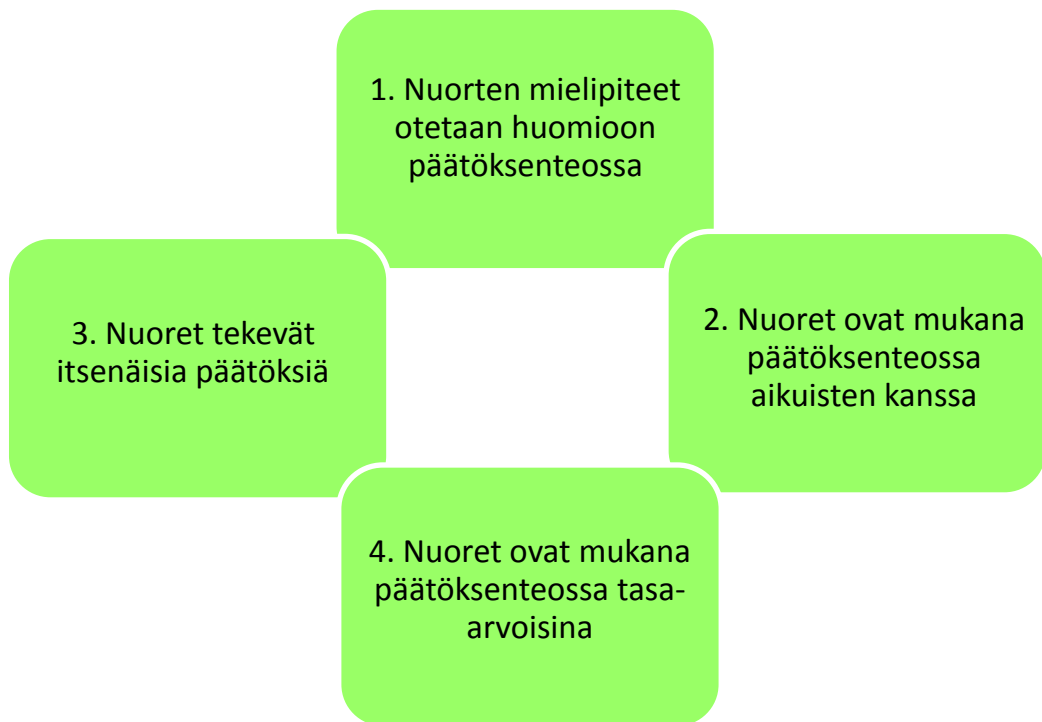 1. Nuorten mielipiteet
otetaan huomioon
päätöksenteossa
2. Nuoret ovat mukana
päätöksenteossa
aikuisten kanssa
3. Nuoret tekevät
itsenäisia päätöksiä
4. Nuoret ovat mukana
päätöksenteossa tasa-
arvoisina